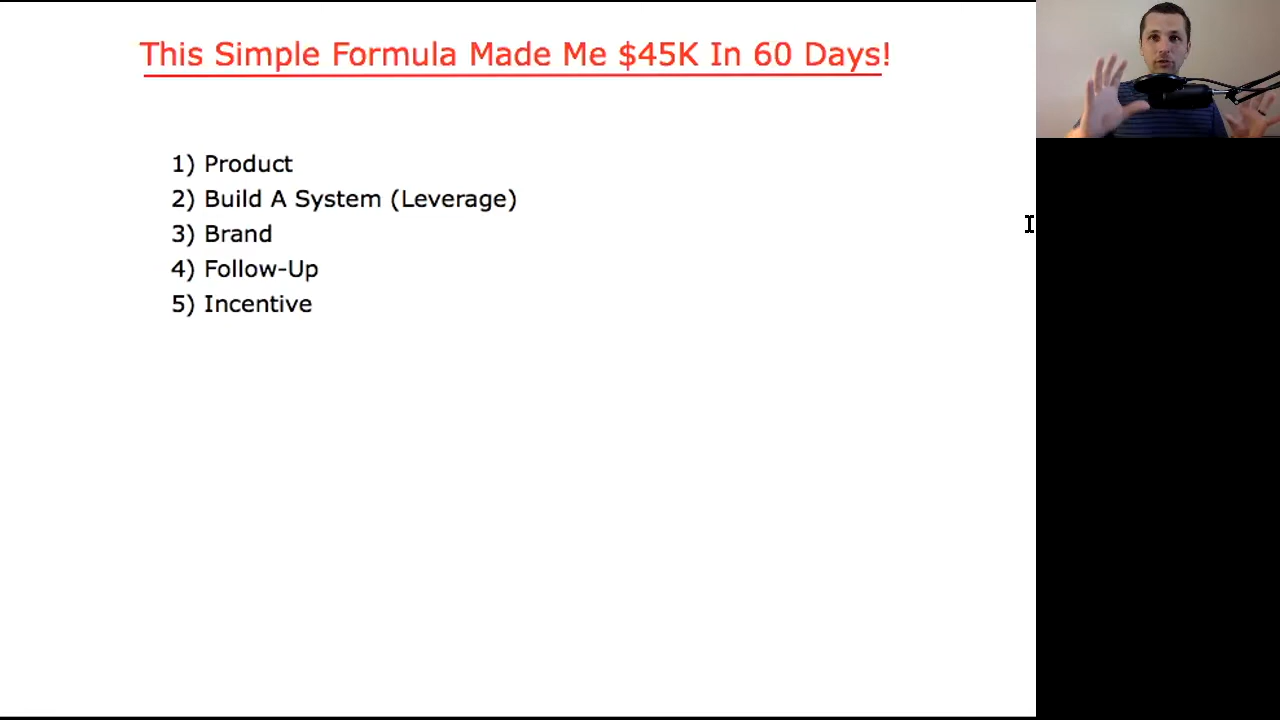 This Simple Formula Made Me $45K In 60 Days!
1) Product
2) Build A System (Leverage)
3) Brand
4) Follow-Up
5) Incentive